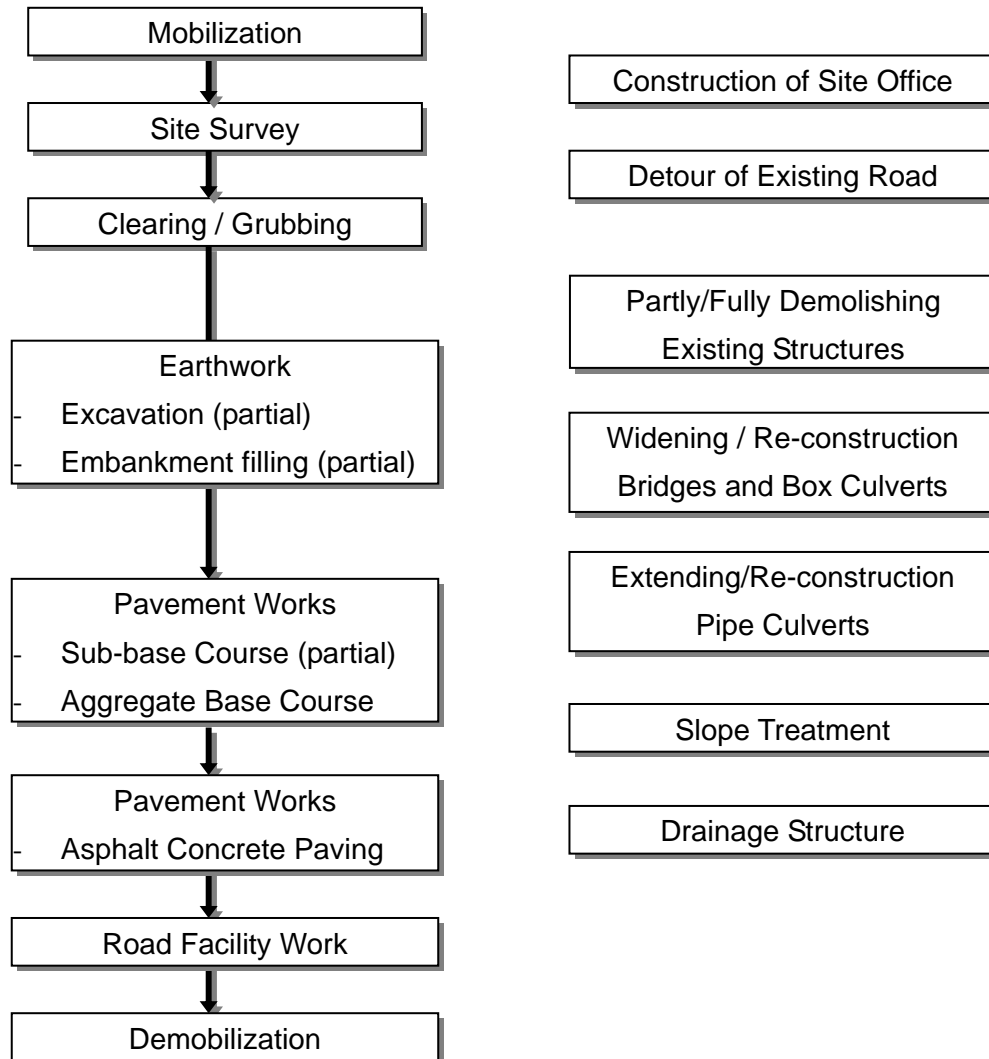 Mobilization
Site Survey
Clearing / Grubbing
Earthwork
- Excavation (partial)
- Embankment filling (partial)
Pavement Works
- Sub-base Course (partial)
- Aggregate Base Course
Pavement Works
- Asphalt Concrete Paving
Road Facility Work
Demobilization
Construction of Site Office
Detour of Existing Road
Partly/Fully Demolishing
Existing Structures
Widening / Re-construction
Bridges and Box Culverts
Extending/Re-construction
Pipe Culverts
Slope Treatment
Drainage Structure